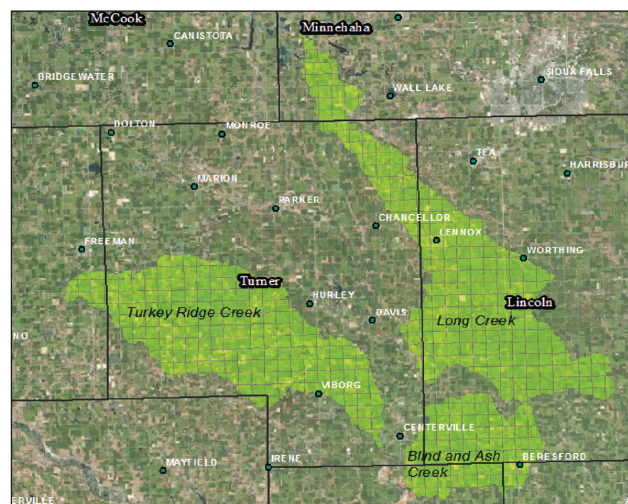 McCook
Minnehaha
CANISTOTA
BRIDGEWATER
WALL LAKE
SIOUX FALLS
DOLTON
MONROE
TEA
HARRISBUR
MARION
PARKER
CHANCELLOR
LENNOX
FREEMAN
WORTHING
Turner
HURLEY
Lincoln
Turkey Ridge Creek
DAVIS
Long Creek
NO
VIBORG
CENTERVILLE
Blind and Ash
Creek
BERESFORD
MAYFIELD
IRENE
ERVILLE